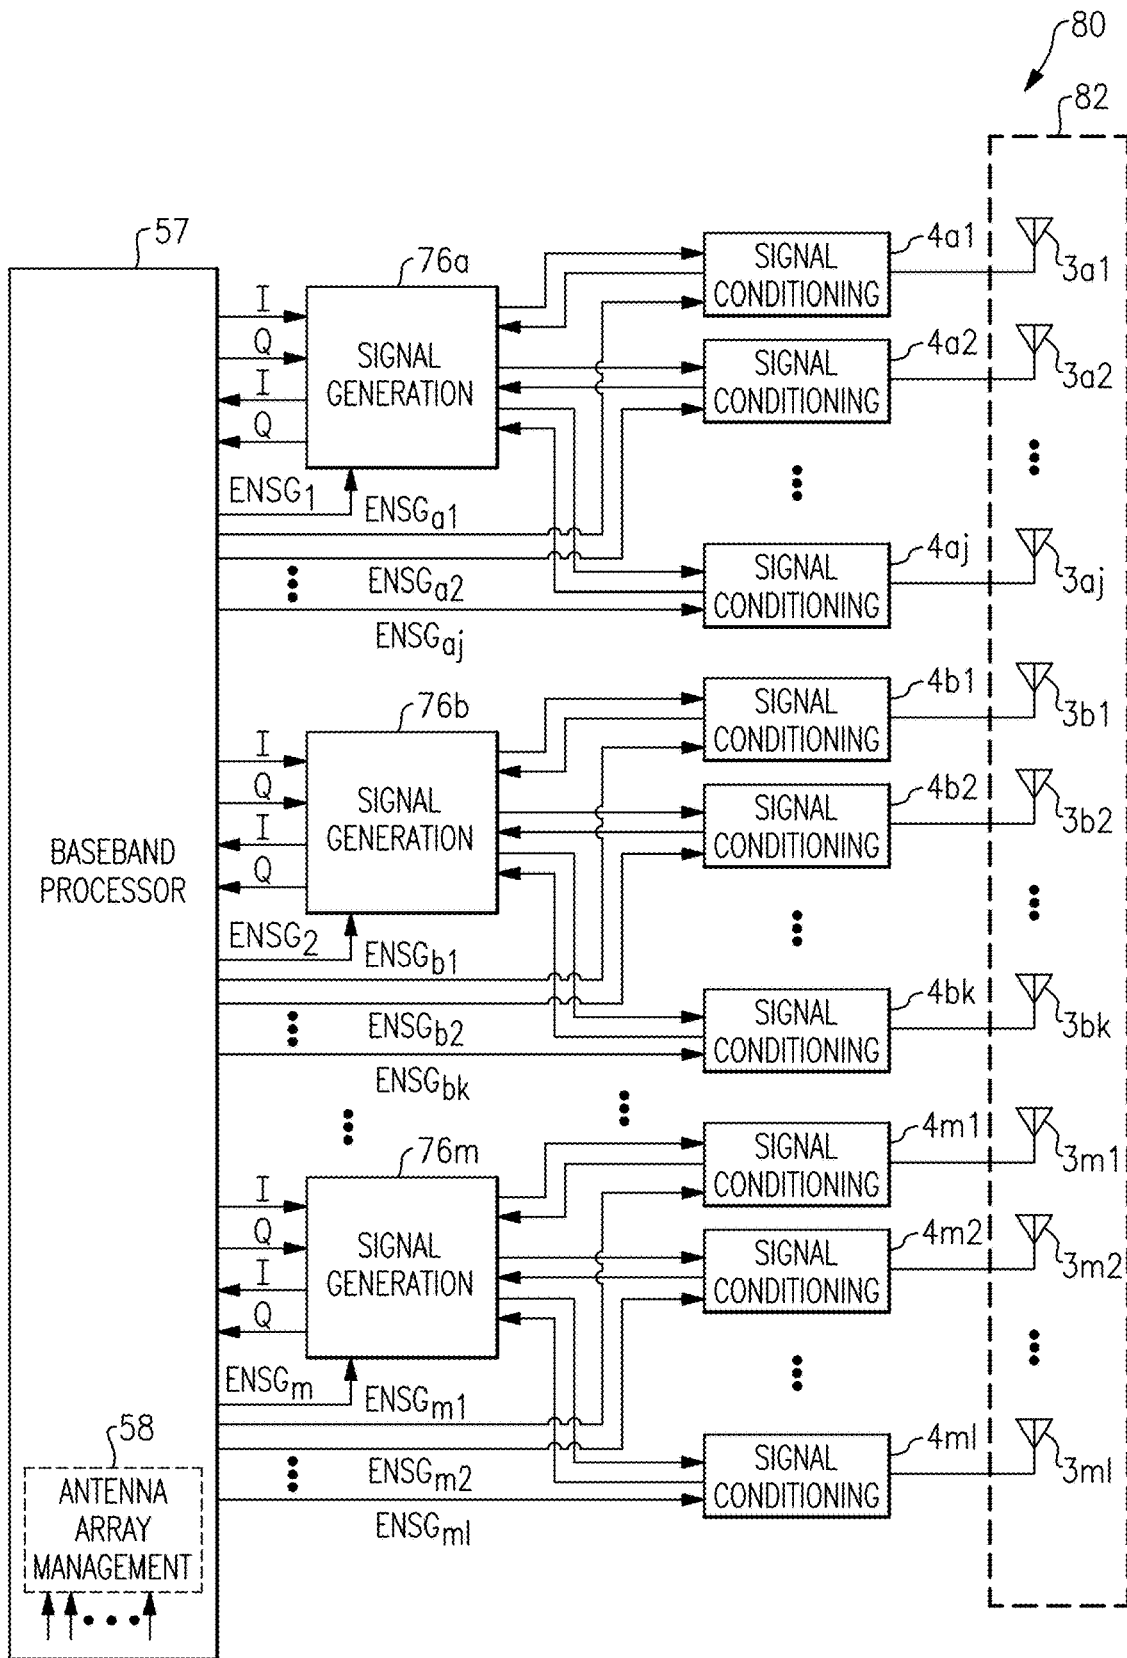 80
82
57
76a
I
Q
I
Q
SIGNAL
GENERATION
SIGNAL
CONDITIONING
4a1
3a1
SIGNAL
CONDITIONING
4a2
3a2
ENSG1
ENSGa1
ENSGa2
ENSGaj
SIGNAL
CONDITIONING
4aj
3aj
76b
I
Q
I
Q
SIGNAL
GENERATION
SIGNAL
CONDITIONING
4b1
3b1
SIGNAL
CONDITIONING
4b2
3b2
BASEBAND
PROCESSOR
ENSG2
ENSGb1
ENSGb2
ENSGbk
SIGNAL
CONDITIONING
4bk
3bk
76m
I
Q
I
Q
SIGNAL
GENERATION
SIGNAL
CONDITIONING
4m1
3m1
SIGNAL
CONDITIONING
4m2
3m2
ENSGm
ENSGm1
ENSGm2
ENSGml
SIGNAL
CONDITIONING
4ml
3ml
58
ANTENNA
ARRAY
MANAGEMENT